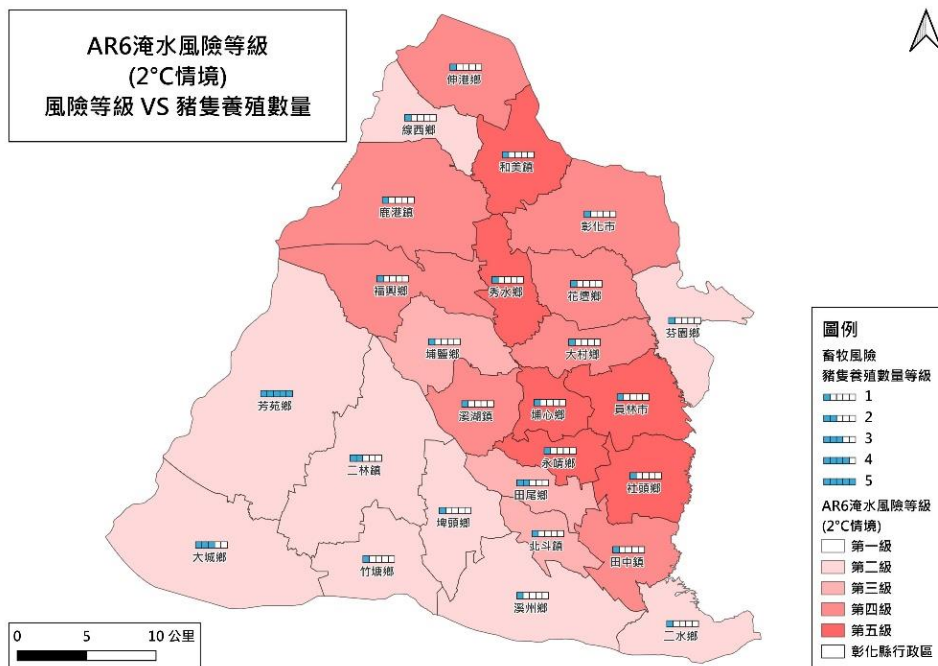 AR6淹水風險等級
(2°C情境)
風險等級 VS 豬隻養殖數量
伸港鄉
線西鄉
和美鎮
鹿港鎮
彰化市
福興鄉
秀水鄉
花壇鄉
芬園鄉
埔鹽鄉
大村鄉
芳苑鄉
溪湖鎮
埔心鄉
員林市
二林鎮
永靖鄉
田尾鄉
社頭鄉
埤頭鄉
北斗鎮
大城鄉
竹塘鄉
田中鎮
溪州鄉
二水鄉
圖例
畜牧風險
豬隻養殖數量等級
1
2
3
4
5
AR6淹水風險等級
(2°C情境)
第一級
第二級
第三級
第四級
第五級
彰化縣行政區
0 5 10 公里